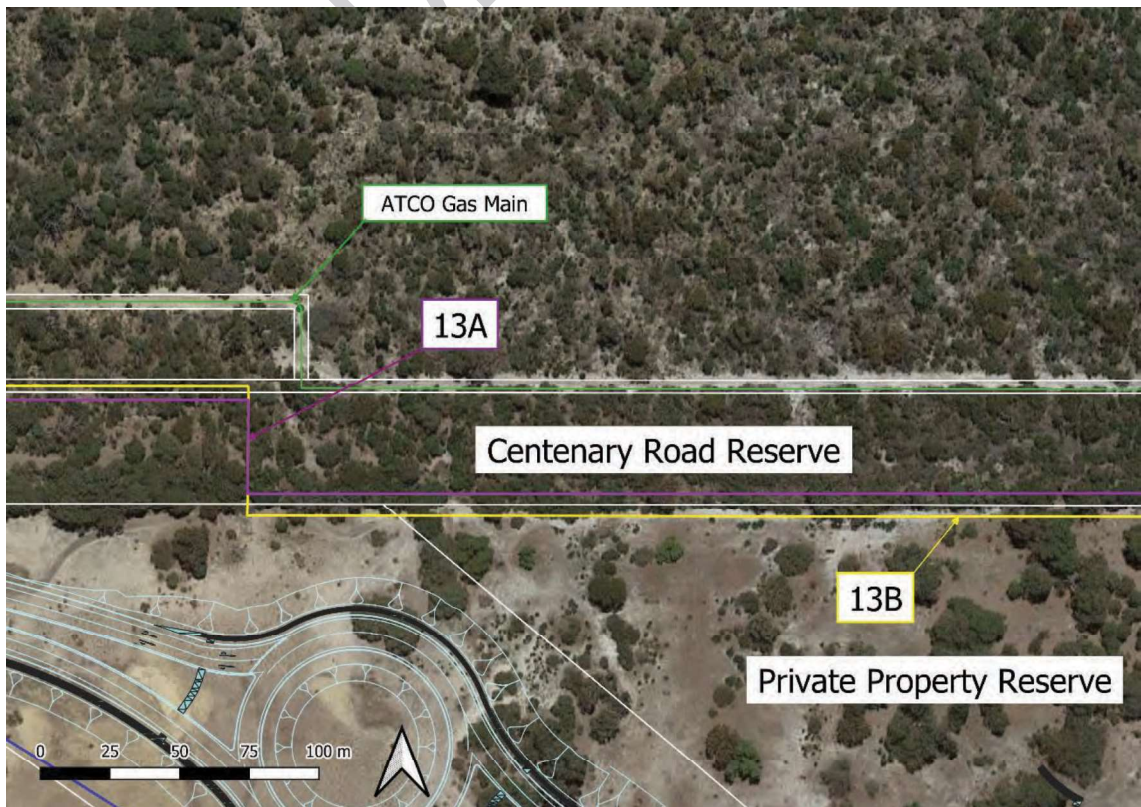 ATCO Gas Main
13A
Centenary Road Reserve
13B
Private Property Reserve
0 25 50 75 100 m